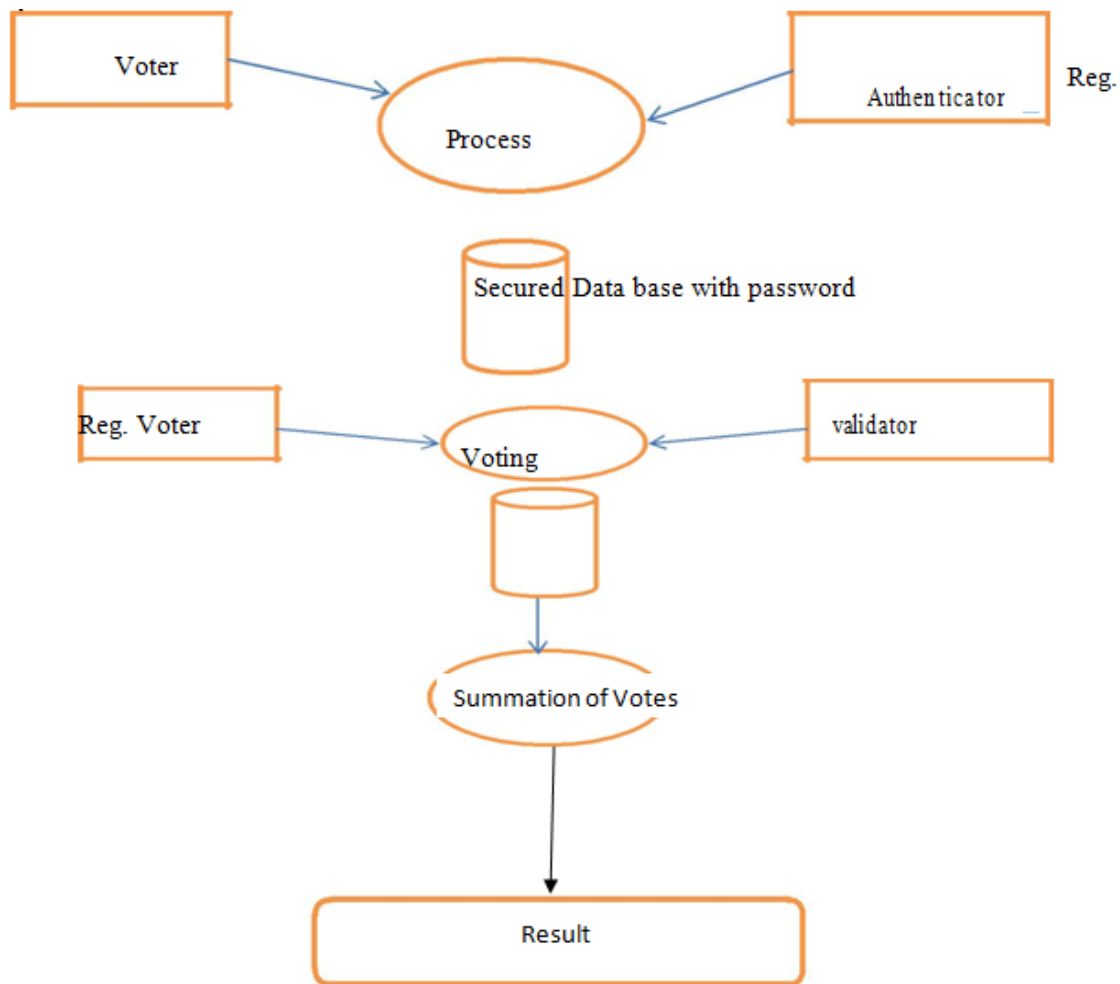 Voter
Reg.
Authenticator
Process
Secured Data base with password
Reg. Voter
validator
Voting
Summation of Votes
Result